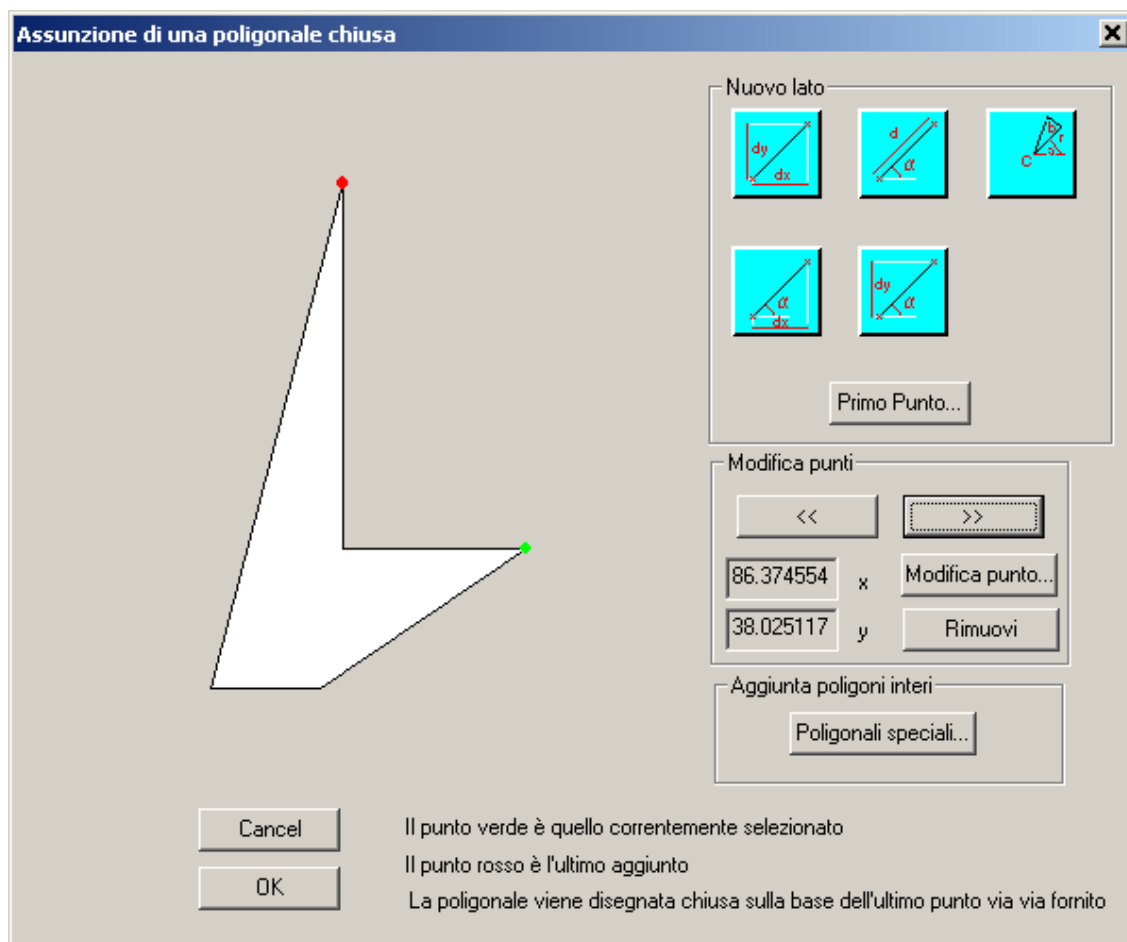 Assunzione di una poligonale chiusa
Nuovo lato
dy
dx
d
α
b
r
a
C
α
dx
dy
α
Primo Punto...
Modifica punti
<<
>>
86.374554
x
Modifica punto...
38.025117
y
Rimuovi
Aggiunta poligoni interi
Poligonali speciali...
Cancel
Il punto verde è quello correntemente selezionato
Il punto rosso è l'ultimo aggiunto
OK
La poligonale viene disegnata chiusa sulla base dell'ultimo punto via via fornito